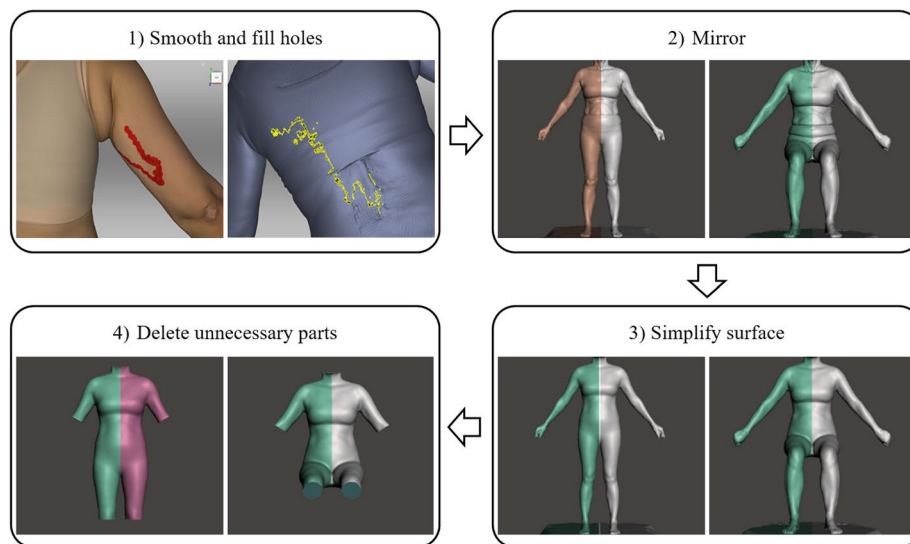 1) Smooth and fill holes
2) Mirror
3) Simplify surface
4) Delete unnecessary parts